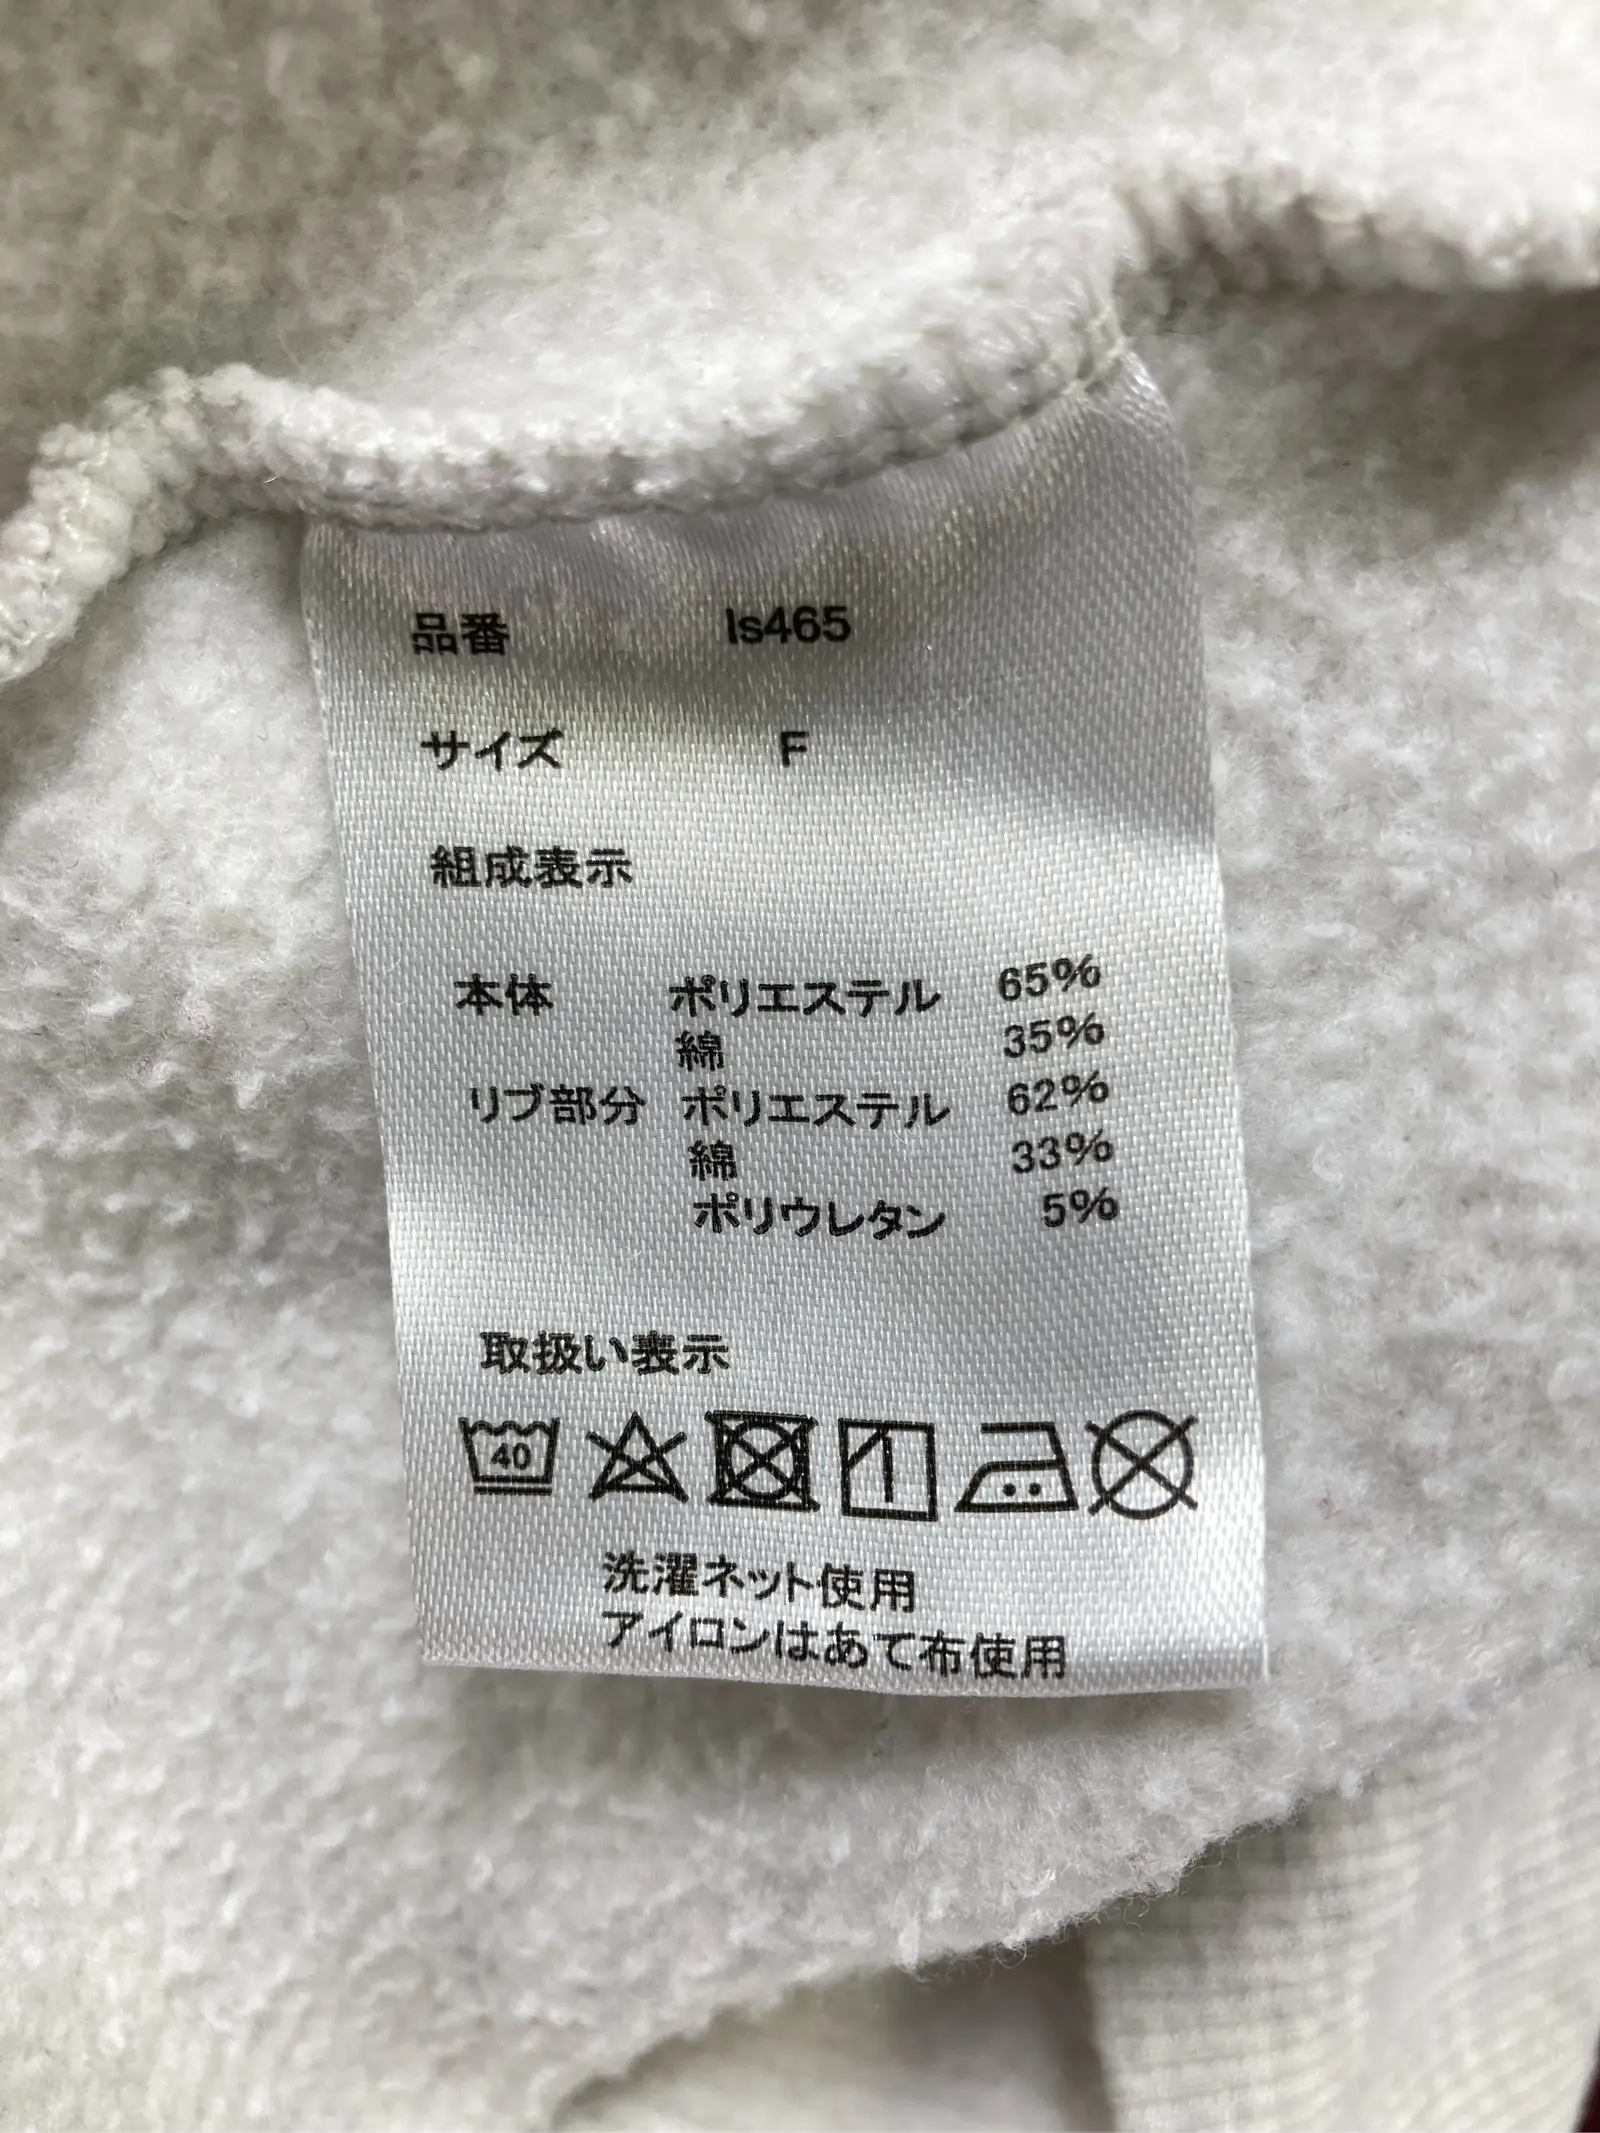 品番 ls465
サイズ F
組成表示
本体 ポリエステル 65%
綿 35%
リブ部分 ポリエステル 62%
綿 33%
ポリウレタン 5%
取扱い表示
40
洗濯ネット使用
アイロンはあて布使用